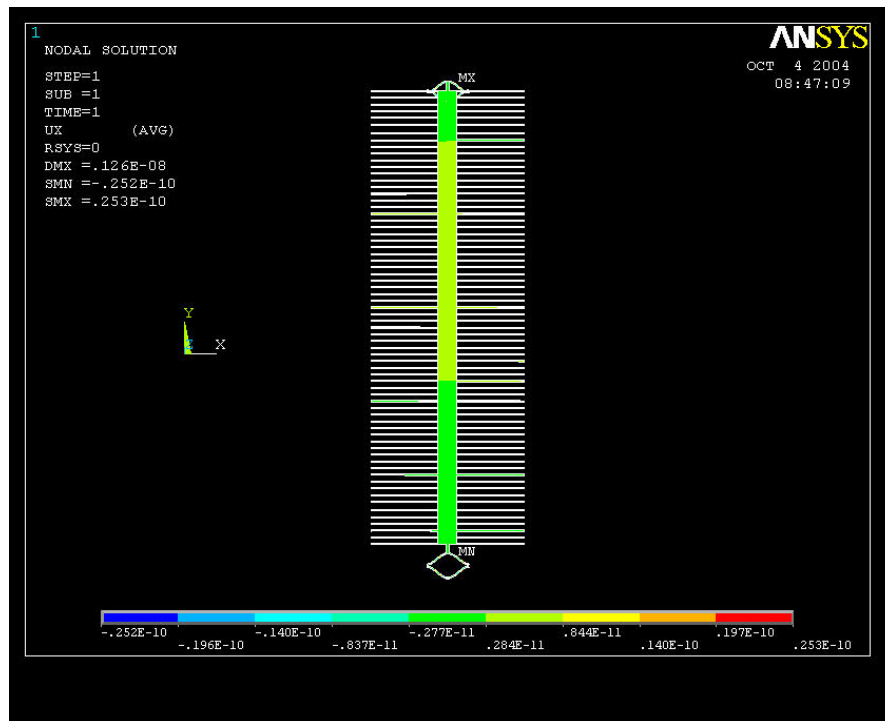 1
ANSYS
NODAL SOLUTION
OCT 4 2004
08:47:09
STEP=1
SUB =1
TIME=1
UX (AVG)
RSYS=0
DMX =.126E-08
SMN =-.252E-10
SMX =.253E-10
MX
Y
Z X
MN
-.252E-10 -.140E-10 -.277E-11 .844E-11 .197E-10
-.196E-10 -.837E-11 .284E-11 .140E-10 .253E-10